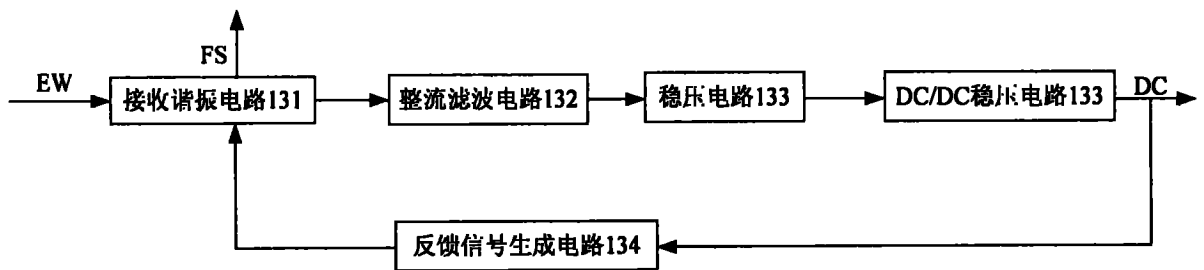 FS
EW
接收谐振电路131
整流滤波电路132
稳压电路133
DC/DC稳压电路133
DC
反馈信号生成电路134